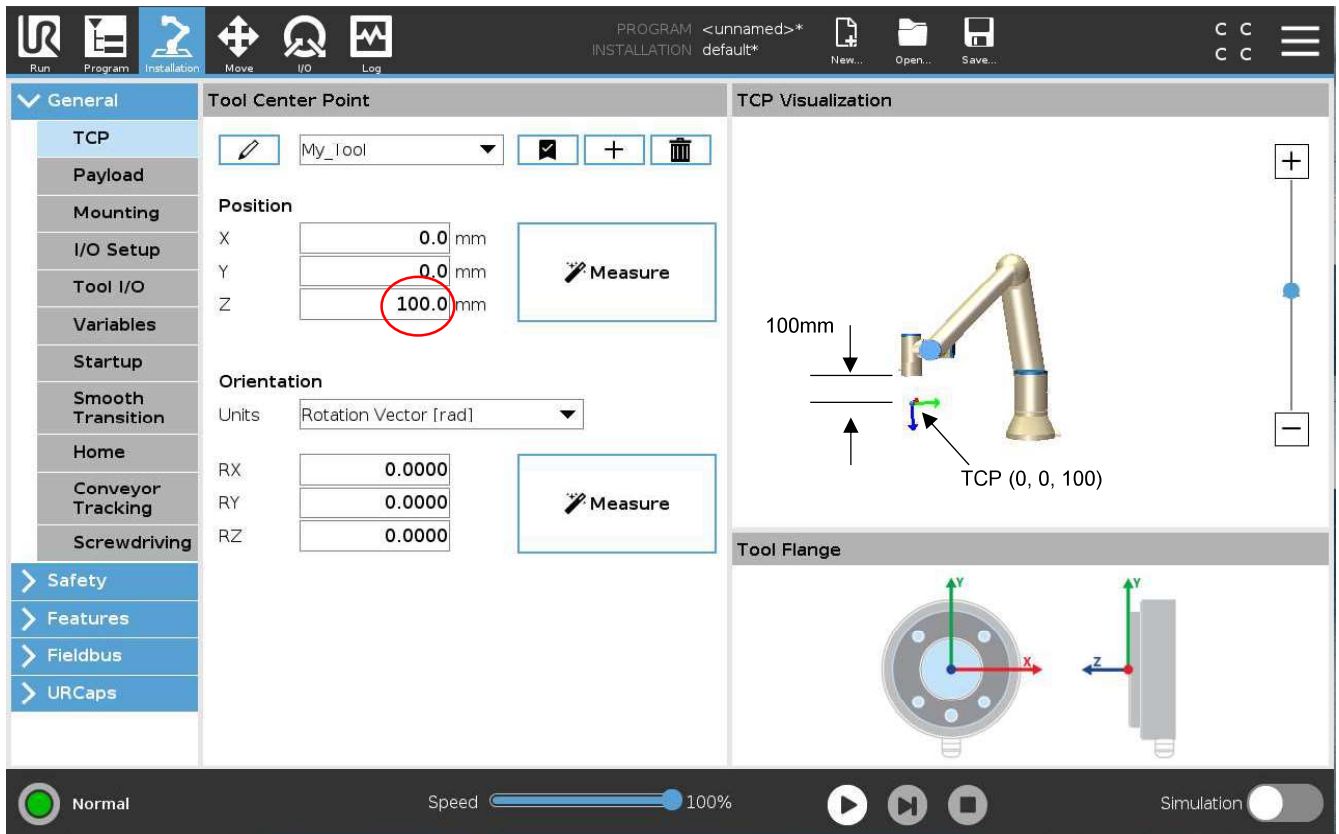 PROGRAM <unnamed>*
INSTALLATION default*
C C
C C
UR
Run
Program
Installation
Move
I/O
Log
New...
Open...
Save...
General
TCP
Payload
Mounting
I/O Setup
Tool I/O
Variables
Startup
Smooth
Transition
Home
Conveyor
Tracking
Screwdriving
Safety
Features
Fieldbus
URCaps
Tool Center Point
My_Tool
Position
X 0.0 mm
Y 0.0 mm
Z 100.0 mm
Measure
Orientation
Units Rotation Vector [rad]
RX 0.0000
RY 0.0000
RZ 0.0000
Measure
TCP Visualization
100mm
TCP (0, 0, 100)
Tool Flange
Y
X
Y
Z
Normal
Speed 100%
Simulation